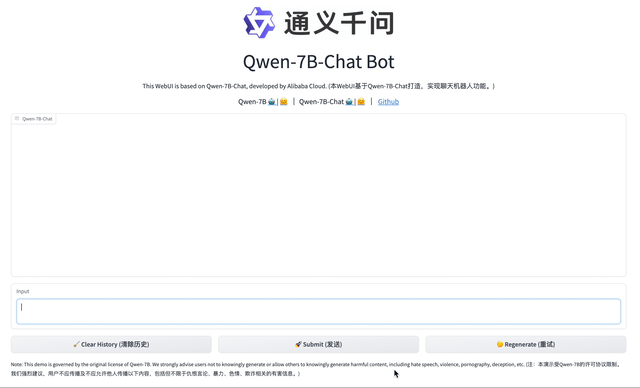 通义千问
Qwen-7B-Chat Bot
This WebUI is based on Qwen-7B-Chat, developed by Alibaba Cloud. (本WebUI基于Qwen-7B-Chat打造，实现聊天机器人功能。)
Qwen-7B 🤖|🤗 | Qwen-7B-Chat 🤖|🤗 | Github
Qwen-7B-Chat
Input
🧹 Clear History (清除历史)
🚀 Submit (发送)
🤔 Regenerate (重试)
Note: This demo is governed by the original license of Qwen-7B. We strongly advise users not to knowingly generate or allow others to knowingly generate harmful content, including hate speech, violence, pornography, deception, etc. (注：本演示受Qwen-7B的许可协议限制。
我们强烈建议，用户不应传播及不应允许他人传播以下内容，包括但不限于仇恨言论、暴力、色情、欺诈相关的有害信息。)